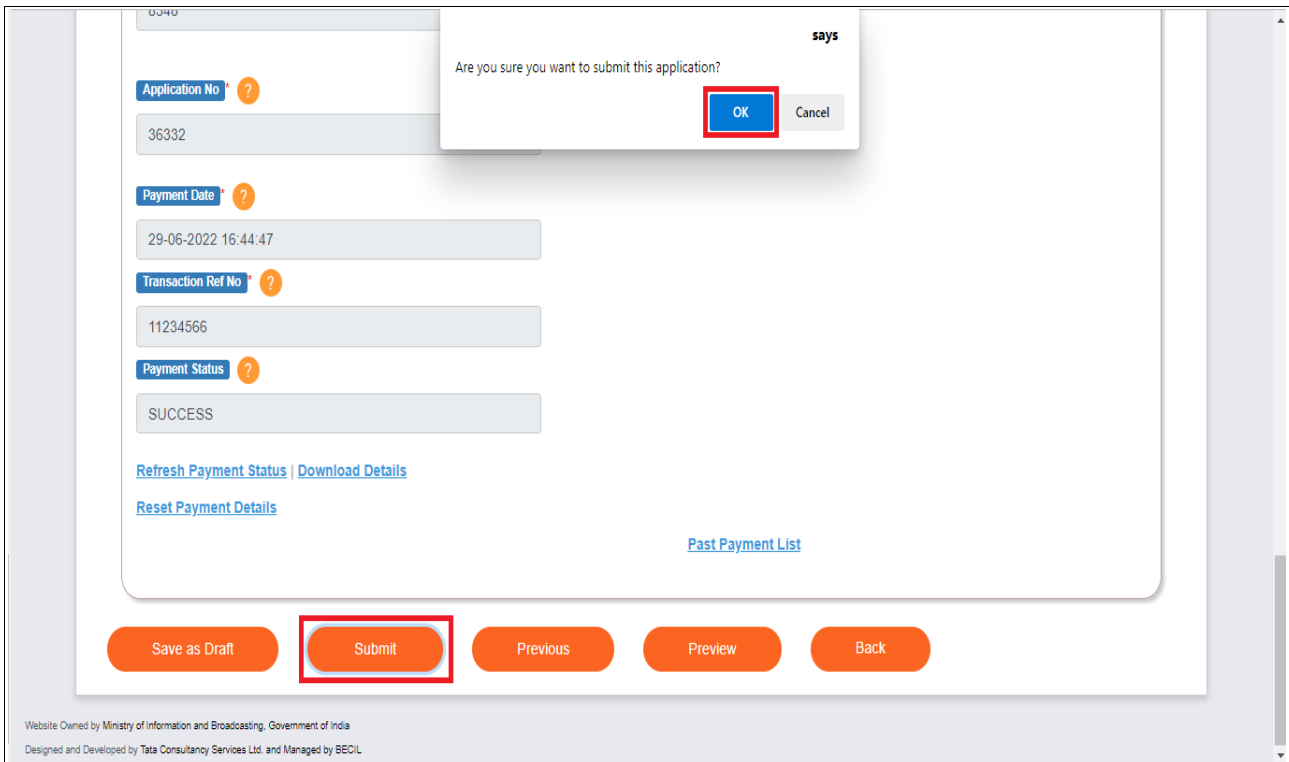 8348
says
Are you sure you want to submit this application?
OK
Cancel
Application No *
?
36332
Payment Date *
?
29-06-2022 16:44:47
Transaction Ref No *
?
11234566
Payment Status
?
SUCCESS
Refresh Payment Status | Download Details
Reset Payment Details
Past Payment List
Save as Draft
Submit
Previous
Preview
Back
Website Owned by Ministry of Information and Broadcasting, Government of India
Designed and Developed by Tata Consultancy Services Ltd. and Managed by BECIL